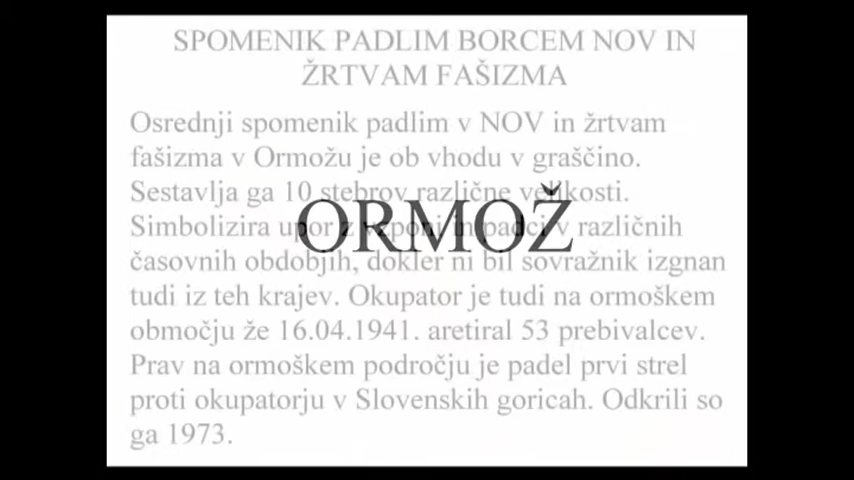 SPOMENIK PADLIM BORCEM NOV IN
ŽRTVAM FAŠIZMA
Osrednji spomenik padlim v NOV in žrtvam
fašizma v Ormožu je ob vhodu v graščino.
Sestavlja ga 10 stebrov različne velikosti.
Simbolizira upor z vzponi in padci v različnih
ORMOŽ
časovnih obdobjih, dokler ni bil sovražnik izgnan
tudi iz teh krajev. Okupator je tudi na ormoškem
območju že 16.04.1941. aretiral 53 prebivalcev.
Prav na ormoškem področju je padel prvi strel
proti okupatorju v Slovenskih goricah. Odkrili so
ga 1973.